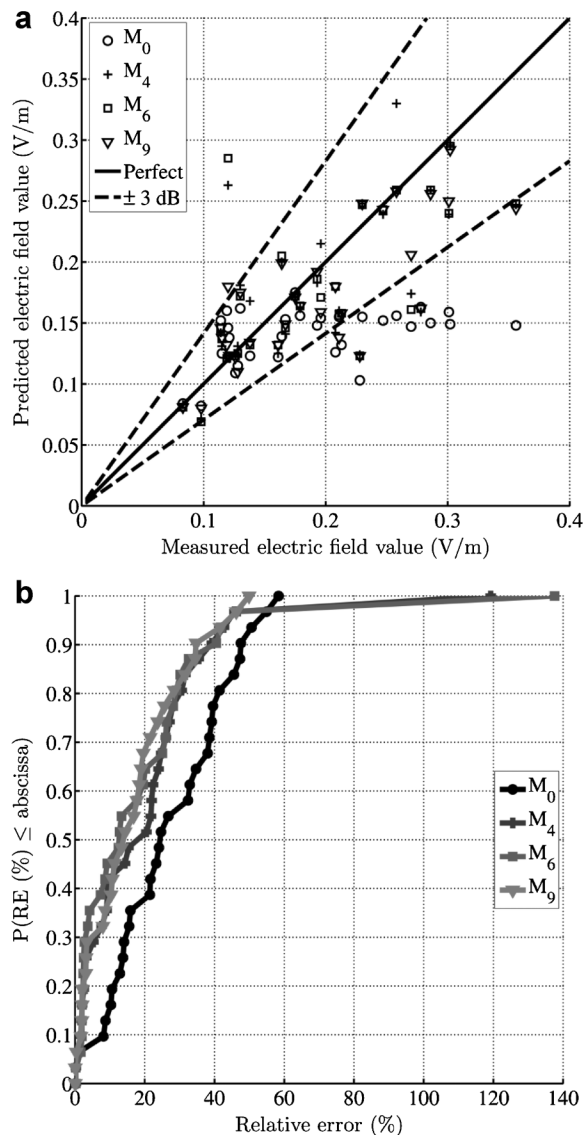 a
M0
M4
M6
M9
Perfect
± 3 dB
0.4
0.35
0.3
0.25
0.2
0.15
0.1
0.05
0
Predicted electric field value (V/m)
0 0.1 0.2 0.3 0.4
Measured electric field value (V/m)
b
1
0.9
0.8
0.7
0.6
0.5
0.4
0.3
0.2
0.1
0
P(RE (%) ≤ abscissa)
M0
M4
M6
M9
0 20 40 60 80 100 120 140
Relative error (%)